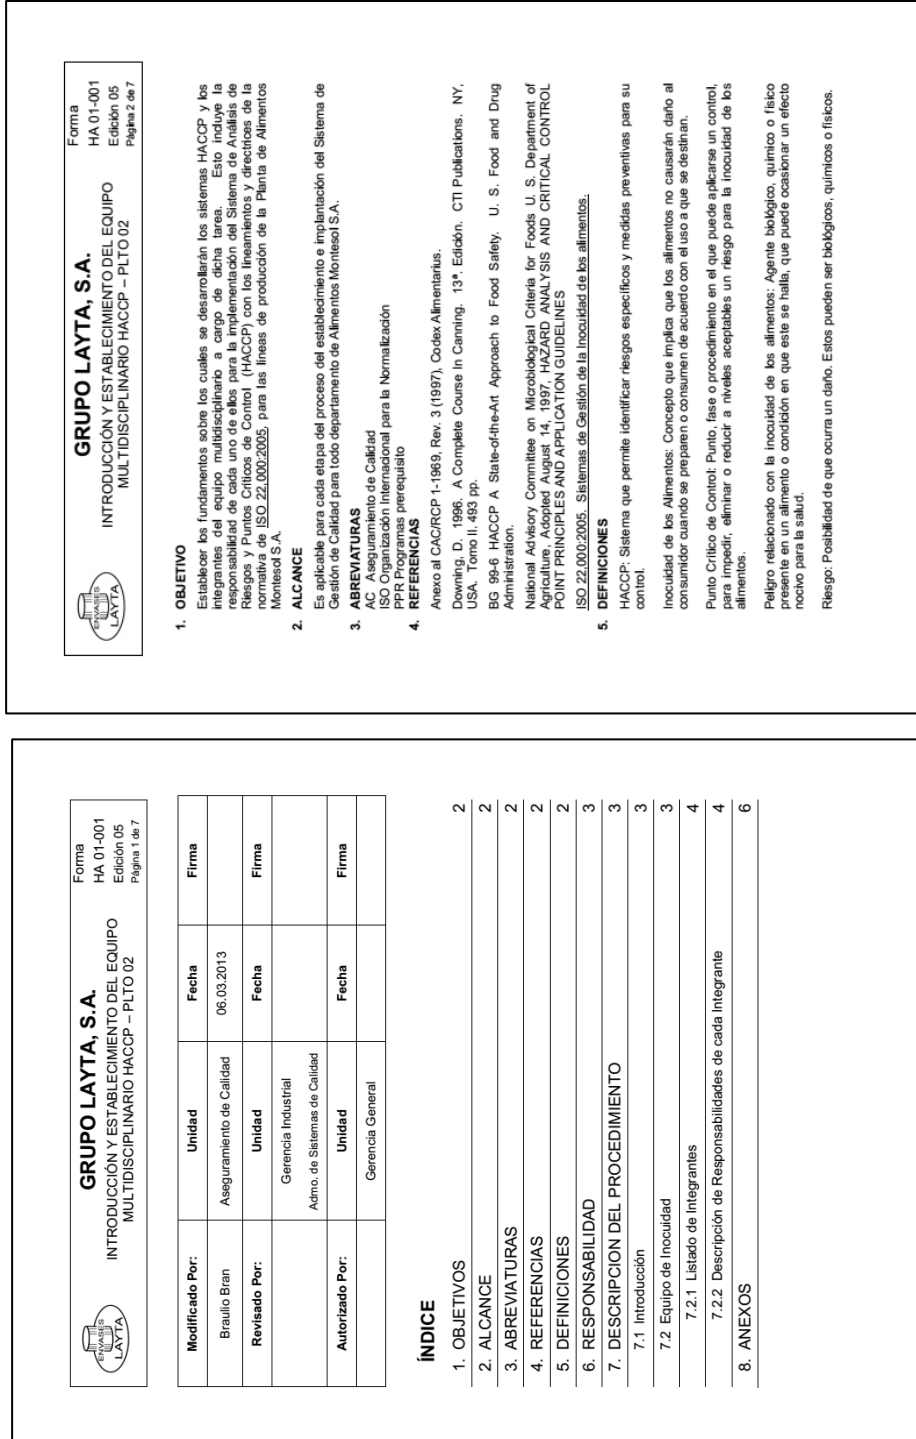 ENVASES
LAYTA
GRUPO LAYTA, S.A.
INTRODUCCIÓN Y ESTABLECIMIENTO DEL EQUIPO
MULTIDISCIPLINARIO HACCP – PLTO 02
Forma
HA 01-001
Edición 05
Página 1 de 7
Modificado Por: Unidad Fecha Firma
Braulio Bran Aseguramiento de Calidad 06.03.2013
Revisado Por: Unidad Fecha Firma
Gerencia Industrial
Admo. de Sistemas de Calidad
Autorizado Por: Unidad Fecha Firma
Gerencia General
ÍNDICE
1. OBJETIVOS 2
2. ALCANCE 2
3. ABREVIATURAS 2
4. REFERENCIAS 2
5. DEFINICIONES 2
6. RESPONSABILIDAD 3
7. DESCRIPCION DEL PROCEDIMIENTO 3
7.1 Introducción 3
7.2 Equipo de Inocuidad 3
7.2.1 Listado de Integrantes 4
7.2.2 Descripción de Responsabilidades de cada Integrante 4
8. ANEXOS 6
ENVASES
LAYTA
GRUPO LAYTA, S.A.
INTRODUCCIÓN Y ESTABLECIMIENTO DEL EQUIPO
MULTIDISCIPLINARIO HACCP – PLTO 02
Forma
HA 01-001
Edición 05
Página 2 de 7
1. OBJETIVO
Establecer los fundamentos sobre los cuales se desarrollarán los sistemas HACCP y los
integrantes del equipo multidisciplinario a cargo de dicha tarea. Esto incluye la
responsabilidad de cada uno de ellos para la implementación del Sistema de Análisis de
Riesgos y Puntos Críticos de Control (HACCP) con los lineamientos y directrices de la
normativa de ISO 22,000:2005, para las líneas de producción de la Planta de Alimentos
Montesol S.A.
2. ALCANCE
Es aplicable para cada etapa del proceso del establecimiento e implantación del Sistema de
Gestión de Calidad para todo departamento de Alimentos Montesol S.A.
3. ABREVIATURAS
AC Aseguramiento de Calidad
ISO Organización Internacional para la Normalización
PPR Programas prerequisito
4. REFERENCIAS
Anexo al CAC/RCP 1-1969, Rev. 3 (1997), Codex Alimentarius.
Downing, D. 1996. A Complete Course In Canning. 13ª. Edición. CTI Publications. NY,
USA. Tomo II. 493 pp.
BG 99-6 HACCP A State-of-the-Art Approach to Food Safety. U. S. Food and Drug
Administration.
National Advisory Committee on Microbiological Criteria for Foods U. S. Department of
Agriculture, Adopted August 14, 1997, HAZARD ANALYSIS AND CRITICAL CONTROL
POINT PRINCIPLES AND APPLICATION GUIDELINES
ISO 22,000:2005. Sistemas de Gestión de la Inocuidad de los alimentos.
5. DEFINICIONES
HACCP: Sistema que permite identificar riesgos específicos y medidas preventivas para su
control.
Inocuidad de los Alimentos: Concepto que implica que los alimentos no causarán daño al
consumidor cuando se preparen o consumen de acuerdo con el uso a que se destinan.
Punto Crítico de Control: Punto, fase o procedimiento en el que puede aplicarse un control,
para impedir, eliminar o reducir a niveles aceptables un riesgo para la inocuidad de los
alimentos.
Peligro relacionado con la inocuidad de los alimentos: Agente biológico, químico o físico
presente en un alimento o condición en que este se halla, que puede ocasionar un efecto
nocivo para la salud.
Riesgo: Posibilidad de que ocurra un daño. Estos pueden ser biológicos, químicos o físicos.